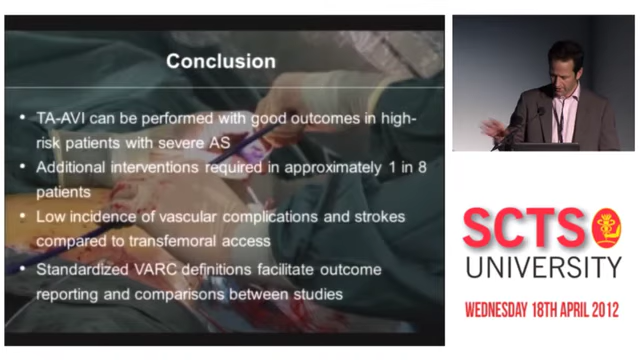 Conclusion
• TA-AVI can be performed with good outcomes in high-
risk patients with severe AS
• Additional interventions required in approximately 1 in 8
patients
• Low incidence of vascular complications and strokes
compared to transfemoral access
• Standardized VARC definitions facilitate outcome
reporting and comparisons between studies
SCTS
UNIVERSITY
WEDNESDAY 18TH APRIL 2012